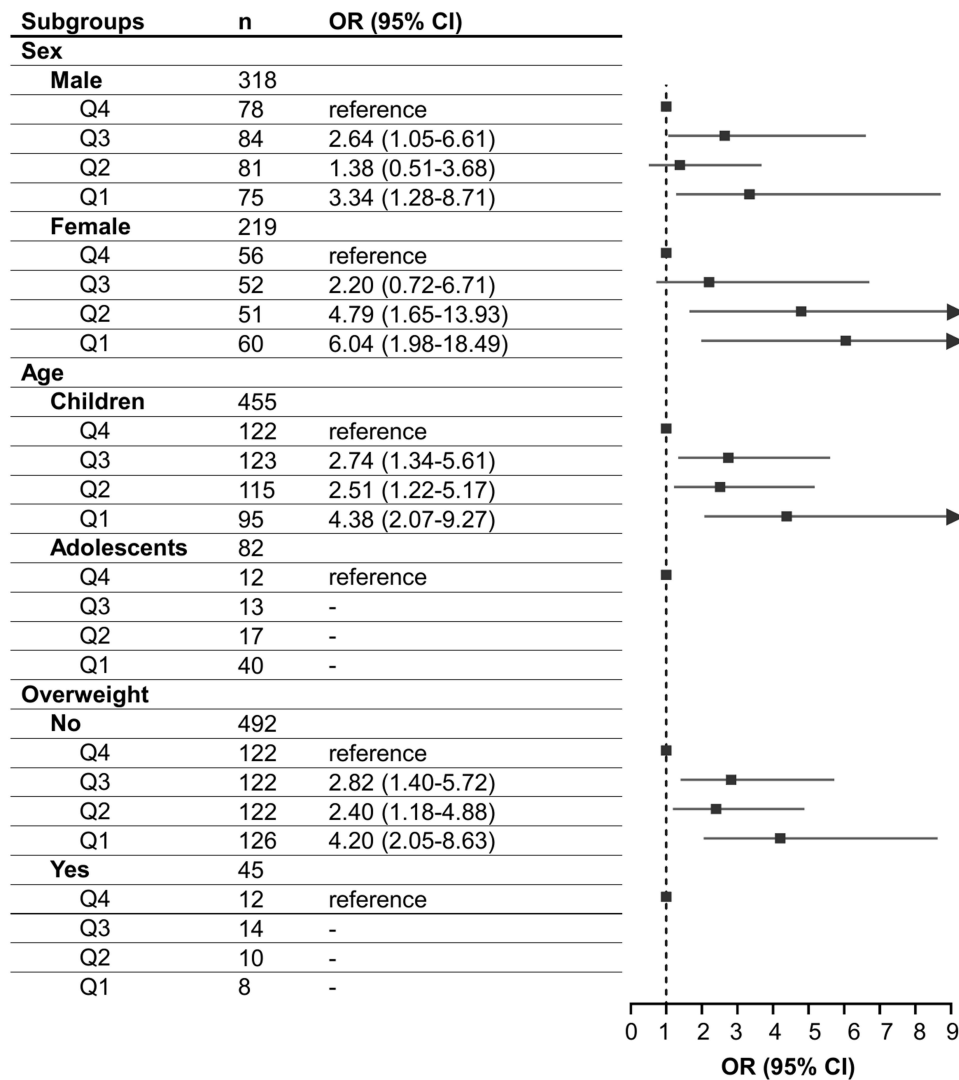 Subgroups n OR (95% CI)
Sex
Male 318
Q4 78 reference
Q3 84 2.64 (1.05-6.61)
Q2 81 1.38 (0.51-3.68)
Q1 75 3.34 (1.28-8.71)
Female 219
Q4 56 reference
Q3 52 2.20 (0.72-6.71)
Q2 51 4.79 (1.65-13.93)
Q1 60 6.04 (1.98-18.49)
Age
Children 455
Q4 122 reference
Q3 123 2.74 (1.34-5.61)
Q2 115 2.51 (1.22-5.17)
Q1 95 4.38 (2.07-9.27)
Adolescents 82
Q4 12 reference
Q3 13 -
Q2 17 -
Q1 40 -
Overweight
No 492
Q4 122 reference
Q3 122 2.82 (1.40-5.72)
Q2 122 2.40 (1.18-4.88)
Q1 126 4.20 (2.05-8.63)
Yes 45
Q4 12 reference
Q3 14 -
Q2 10 -
Q1 8 -
0 1 2 3 4 5 6 7 8 9
OR (95% CI)